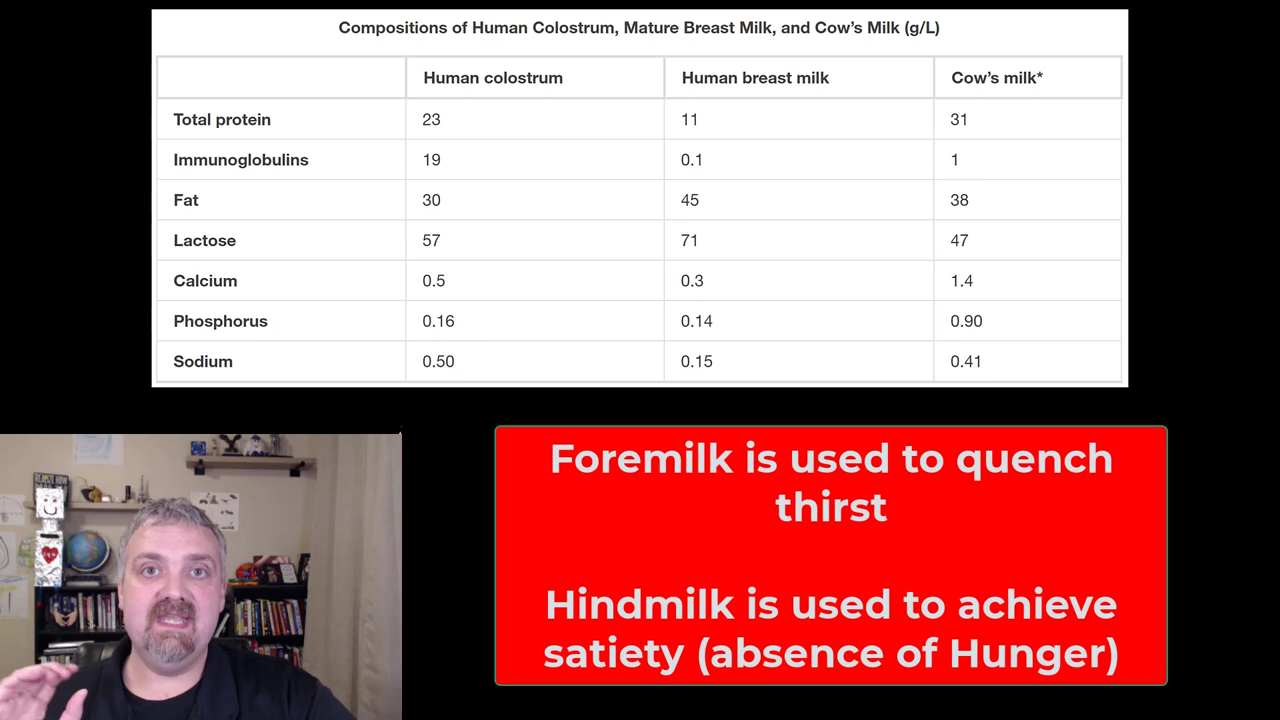 Compositions of Human Colostrum, Mature Breast Milk, and Cow's Milk (g/L)
Human colostrum Human breast milk Cow's milk*
Total protein 23 11 31
Immunoglobulins 19 0.1 1
Fat 30 45 38
Lactose 57 71 47
Calcium 0.5 0.3 1.4
Phosphorus 0.16 0.14 0.90
Sodium 0.50 0.15 0.41
Foremilk is used to quench
thirst
Hindmilk is used to achieve
satiety (absence of Hunger)